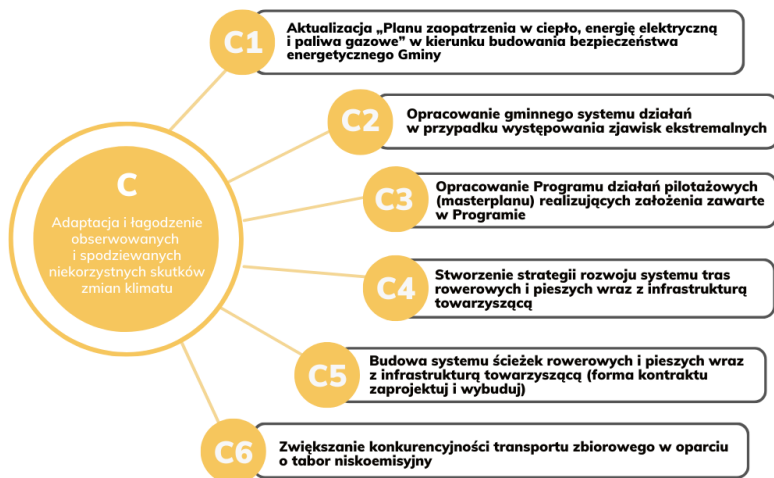 C1
Aktualizacja „Planu zaopatrzenia w ciepło, energię elektryczną
i paliwa gazowe” w kierunku budowania bezpieczeństwa
energetycznego Gminy
C2
Opracowanie gminnego systemu działań
w przypadku występowania zjawisk ekstremalnych
C
Adaptacja i łagodzenie
obserwowanych
i spodziewanych
niekorzystnych skutków
zmian klimatu
C3
Opracowanie Programu działań pilotażowych
(masterplanu) realizujących założenia zawarte
w Programie
C4
Stworzenie strategii rozwoju systemu tras
rowerowych i pieszych wraz z infrastrukturą
towarzyszącą
C5
Budowa systemu ścieżek rowerowych i pieszych wraz
z infrastrukturą towarzyszącą (forma kontraktu
zaprojektuj i wybuduj)
C6
Zwiększanie konkurencyjności transportu zbiorowego w oparciu
o tabor niskoemisyjny